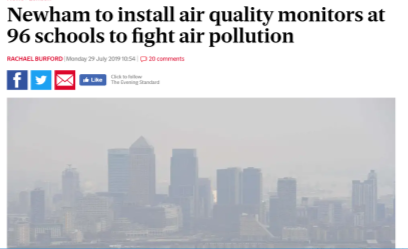 Newham to install air quality monitors at
96 schools to fight air pollution
RACHAEL BURFORD | Monday 29 July 2019 10:54 | 20 comments
f Like Click to follow
The Evening Standard